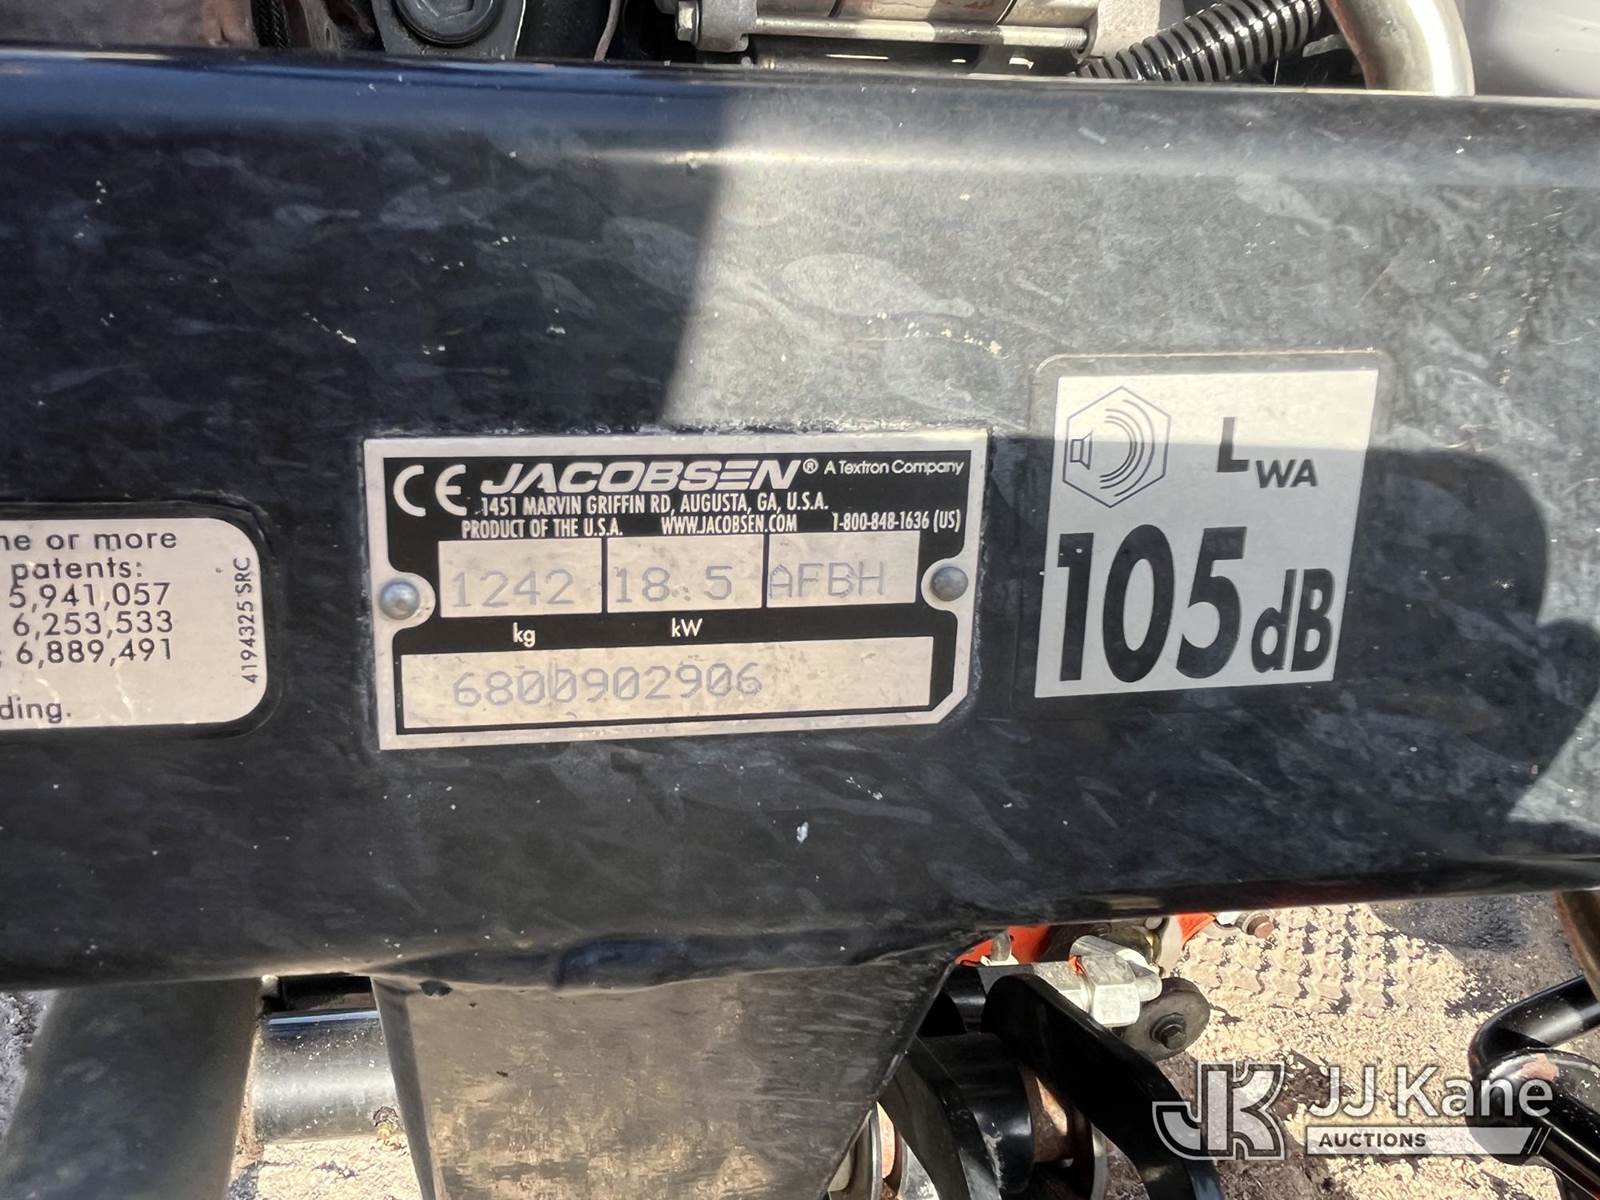 ne or more
patents:
5,941,057
6,253,533
6,889,491
ding.
4194325 SRC
CE JACOBSEN® A Textron Company
1451 MARVIN GRIFFIN RD, AUGUSTA, GA, U.S.A.
PRODUCT OF THE U.S.A. WWW.JACOBSEN.COM 1-800-848-1636 (US)
1242 18.5 AFBH
kg kW
6800902906
LWA
105dB
JK JJ Kane
AUCTIONS